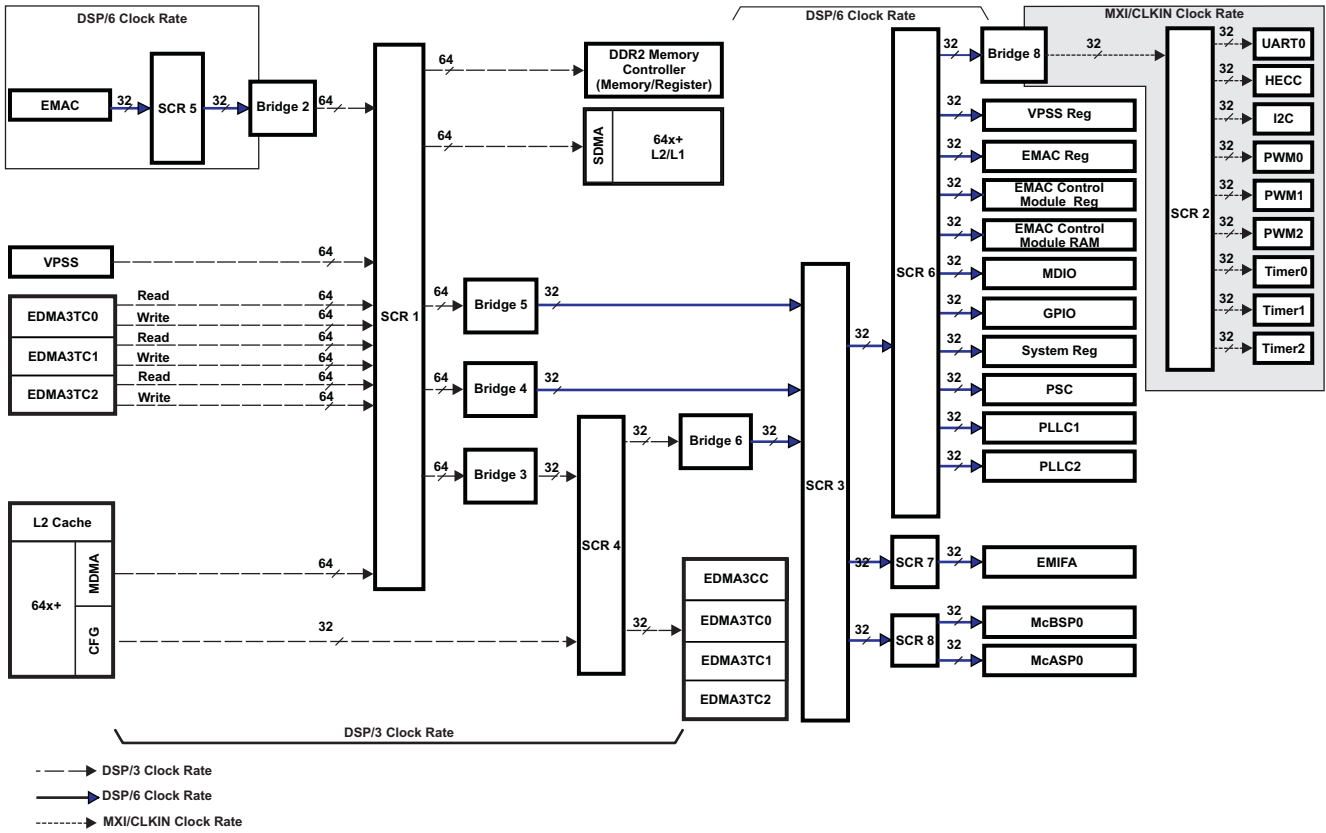 DSP/6 Clock Rate
EMAC
32
SCR 5
32
Bridge 2
64
VPSS
64
EDMA3TC0
EDMA3TC1
EDMA3TC2
Read
64
Write
64
Read
64
Write
64
Read
64
Write
64
L2 Cache
64x+
MDMA
CFG
64
32
SCR 1
64
DDR2 Memory
Controller
(Memory/Register)
64
SDMA
64x+
L2/L1
64
Bridge 5
32
64
Bridge 4
32
64
Bridge 3
32
SCR 4
32
Bridge 6
32
32
EDMA3CC
EDMA3TC0
EDMA3TC1
EDMA3TC2
SCR 3
DSP/6 Clock Rate
32
SCR 6
32
Bridge 8
32
32
VPSS Reg
32
EMAC Reg
32
EMAC Control
Module Reg
32
EMAC Control
Module RAM
32
MDIO
32
GPIO
32
System Reg
32
PSC
32
PLLC1
32
PLLC2
32
SCR 7
32
EMIFA
32
SCR 8
32
McBSP0
32
McASP0
MXI/CLKIN Clock Rate
SCR 2
32
UART0
32
HECC
32
I2C
32
PWM0
32
PWM1
32
PWM2
32
Timer0
32
Timer1
32
Timer2
DSP/3 Clock Rate
DSP/3 Clock Rate
DSP/6 Clock Rate
MXI/CLKIN Clock Rate